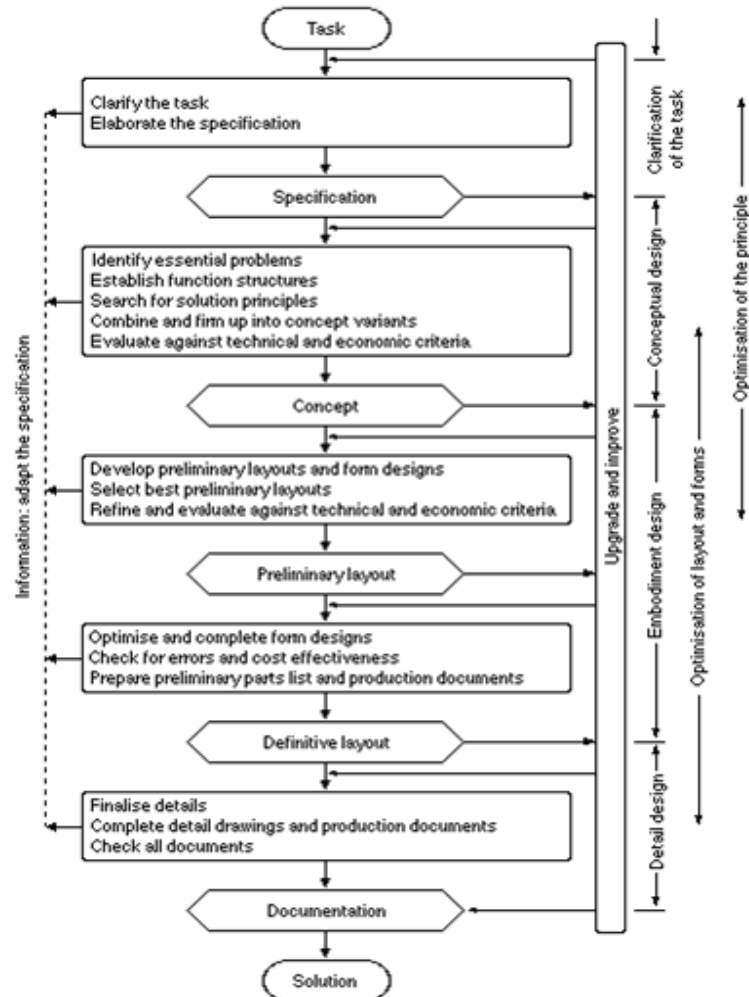 Task
Clarify the task
Elaborate the specification
Specification
Identify essential problems
Establish function structures
Search for solution principles
Combine and firm up into concept variants
Evaluate against technical and economic criteria
Concept
Develop preliminary layouts and form designs
Select best preliminary layouts
Refine and evaluate against technical and economic criteria
Preliminary layout
Optimise and complete form designs
Check for errors and cost effectiveness
Prepare preliminary parts list and production documents
Definitive layout
Finalise details
Complete detail drawings and production documents
Check all documents
Documentation
Solution
Information: adapt the specification
Upgrade and improve
Clarification
of the task
Conceptual design
Embodiment design
Detail design
Optimisation of layout and forms
Optimisation of the principle